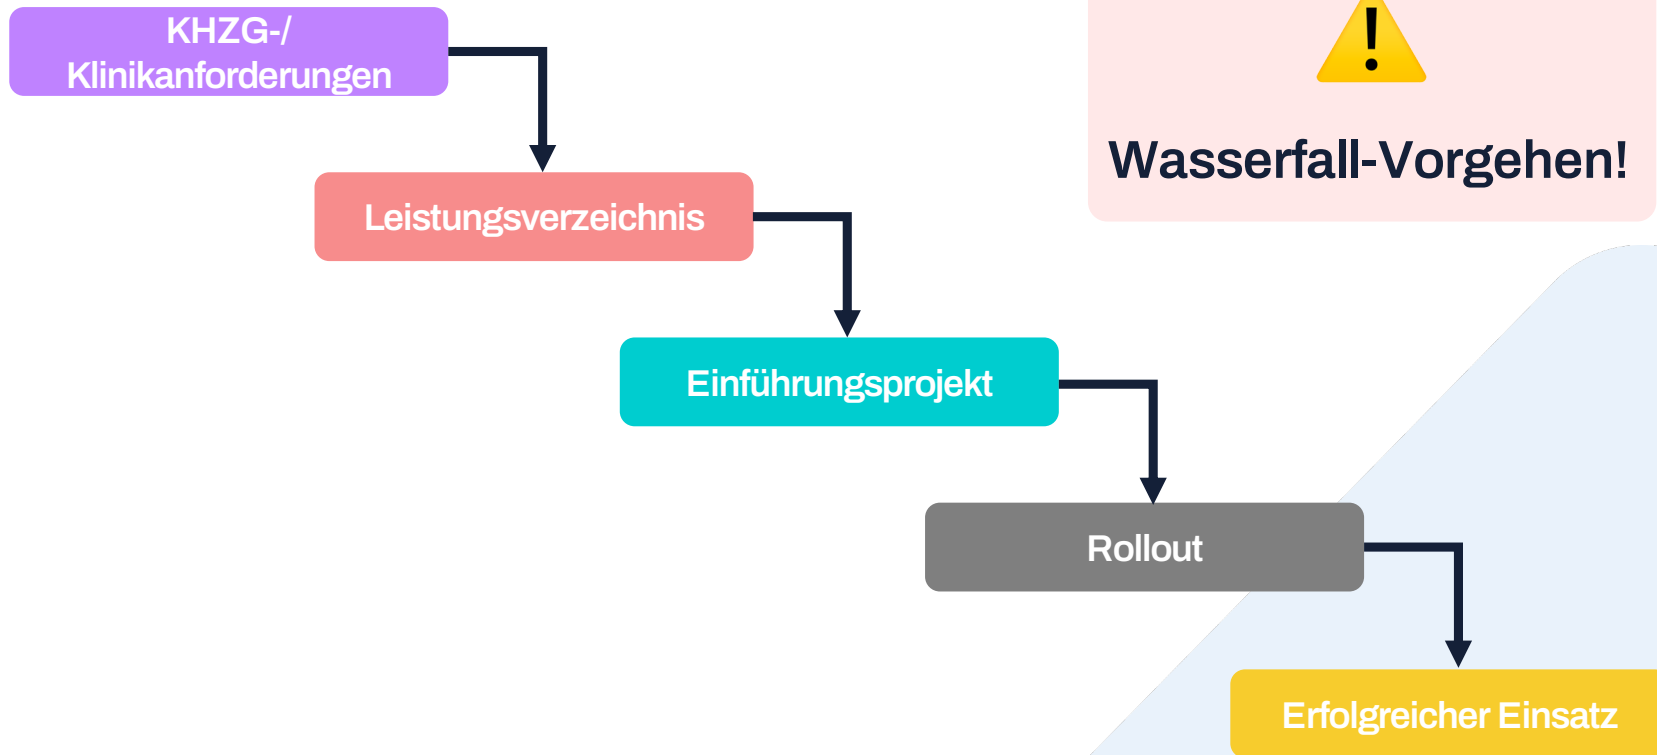 KHZG-/
Klinikanforderungen
Wasserfall-Vorgehen!
Leistungsverzeichnis
Einführungsprojekt
Rollout
Erfolgreicher Einsatz